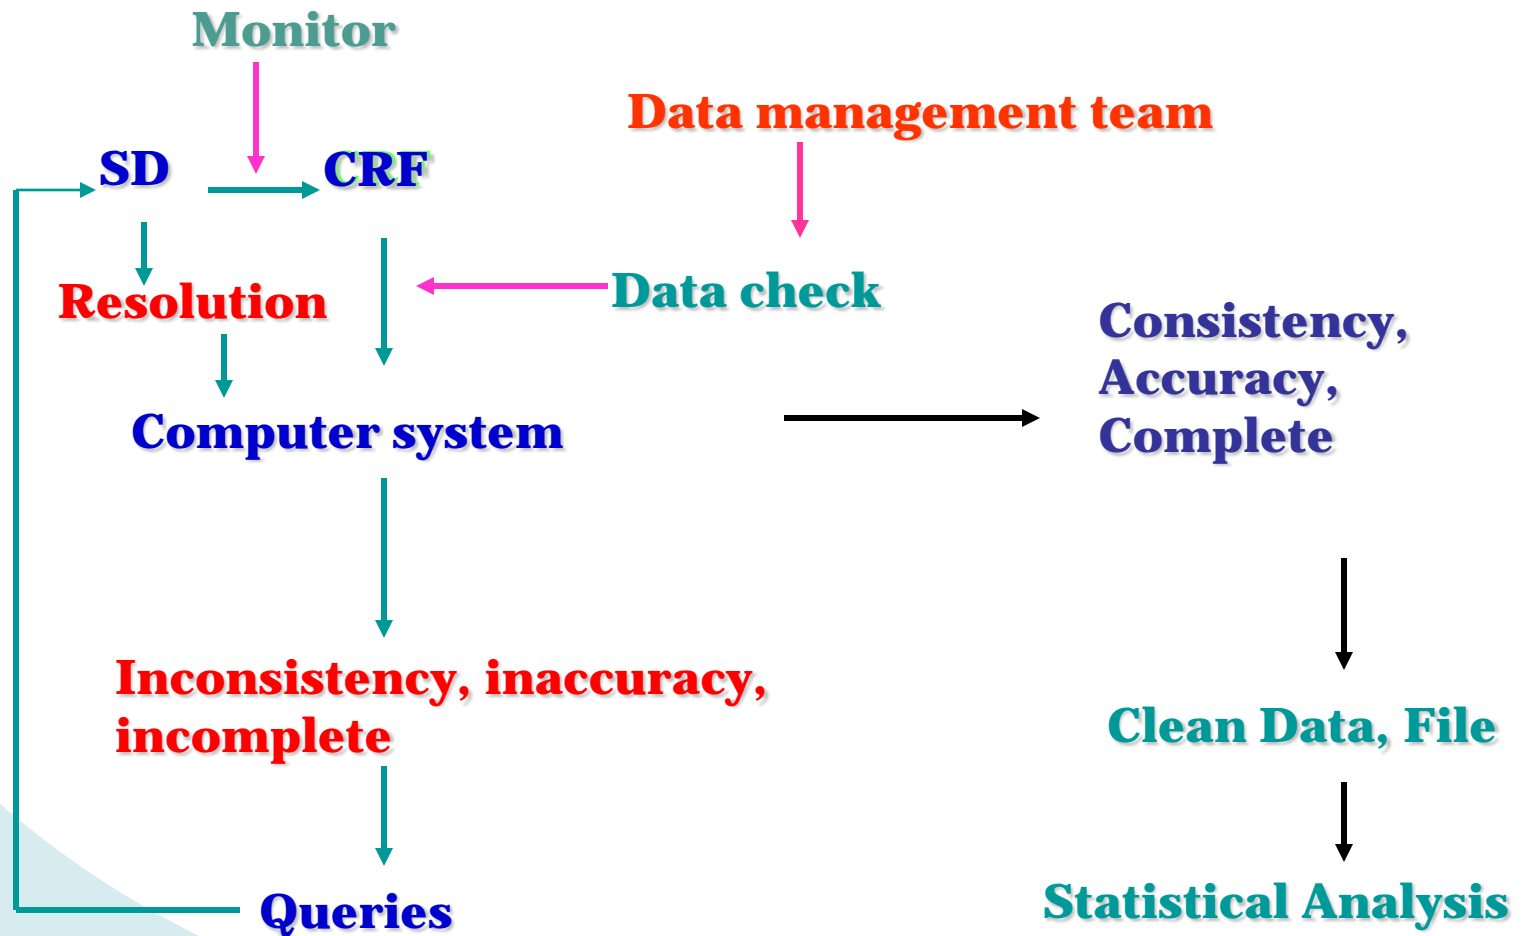 Monitor
Data management team
SD
CRF
Data check
Resolution
Consistency,
Accuracy,
Complete
Computer system
Inconsistency, inaccuracy,
incomplete
Clean Data, File
Queries
Statistical Analysis